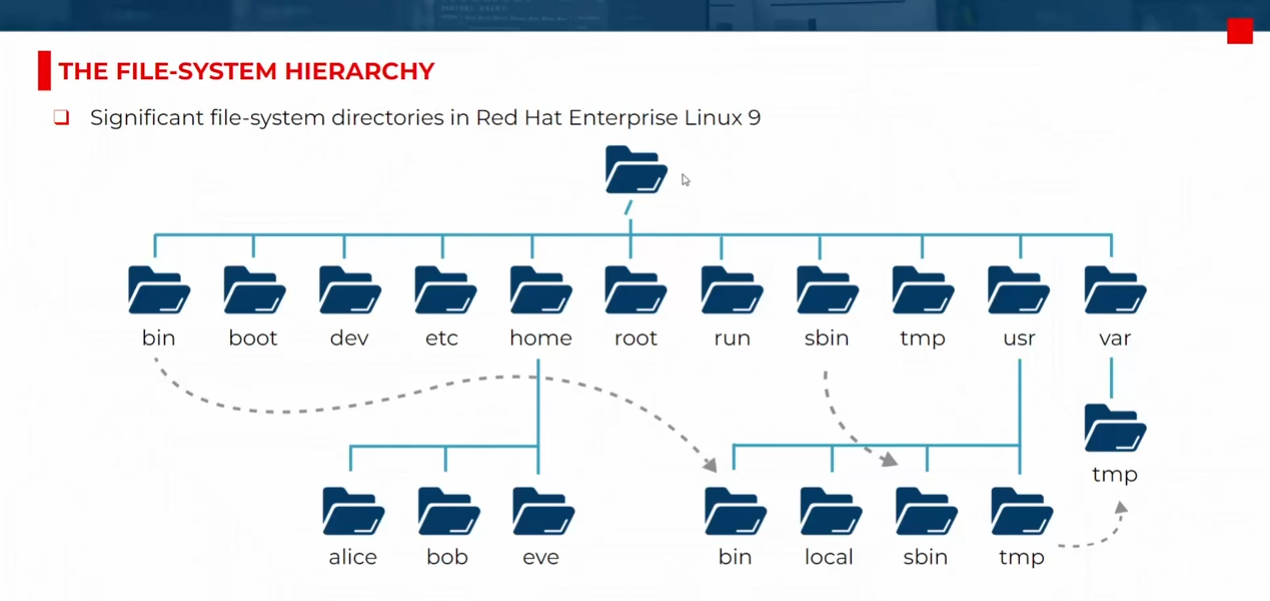 THE FILE-SYSTEM HIERARCHY
Significant file-system directories in Red Hat Enterprise Linux 9
/
bin boot dev etc home root run sbin tmp usr var
tmp
alice bob eve bin local sbin tmp